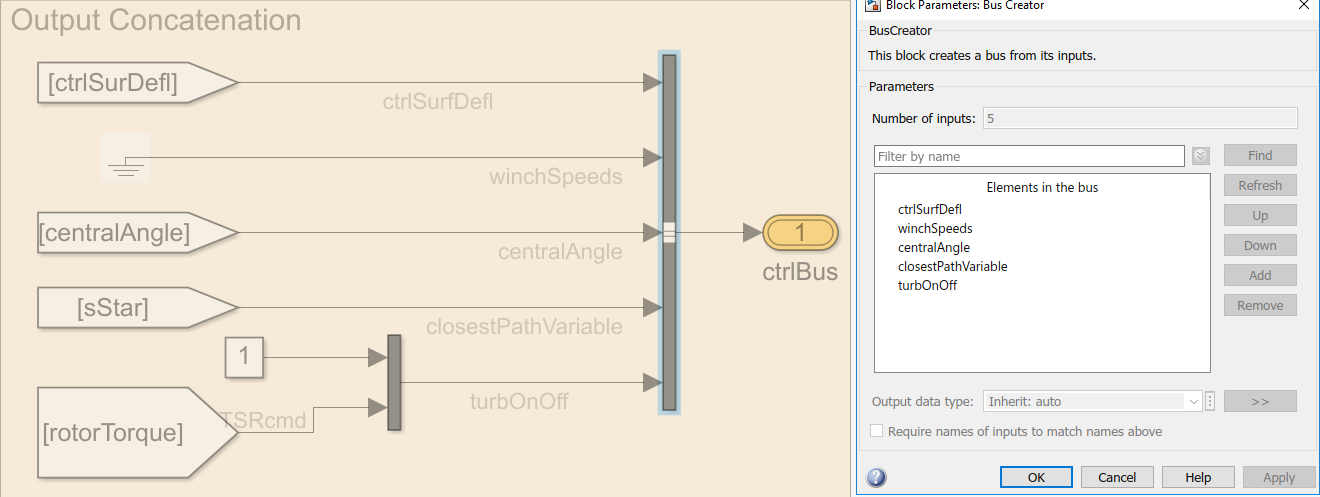 Output Concatenation
[ctrlSurDefl]
ctrlSurfDefl
winchSpeeds
[centralAngle]
centralAngle
[sStar]
closestPathVariable
1
turbOnOff
TSRcmd
[rotorTorque]
1
ctrlBus
Block Parameters: Bus Creator
BusCreator
This block creates a bus from its inputs.
Parameters
Number of inputs: 5
Filter by name
Find
Elements in the bus
Refresh
ctrlSurfDefl
Up
winchSpeeds
centralAngle
Down
closestPathVariable
Add
turbOnOff
Remove
Output data type: Inherit: auto >>
Require names of inputs to match names above
? OK Cancel Help Apply